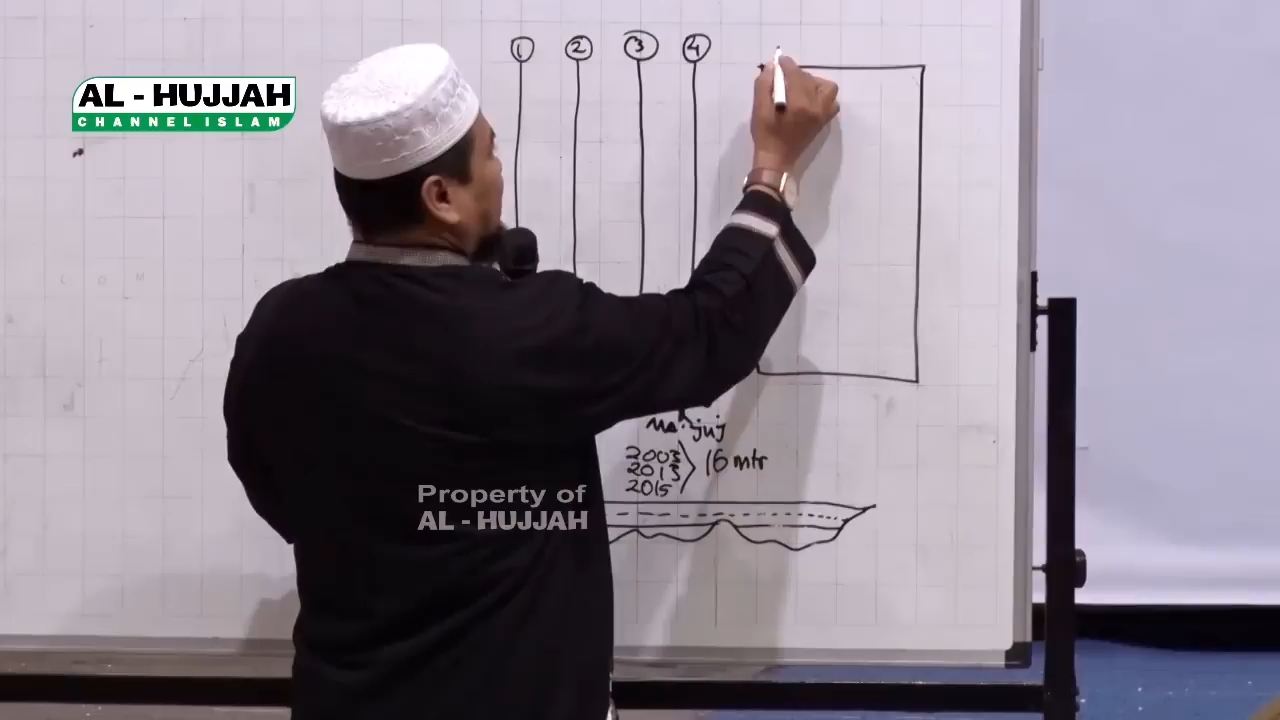 AL - HUJJAH
CHANNEL ISLAM
1 2 3 4
Ma'juj
2003
2013 16 mtr
2015
Property of
AL - HUJJAH